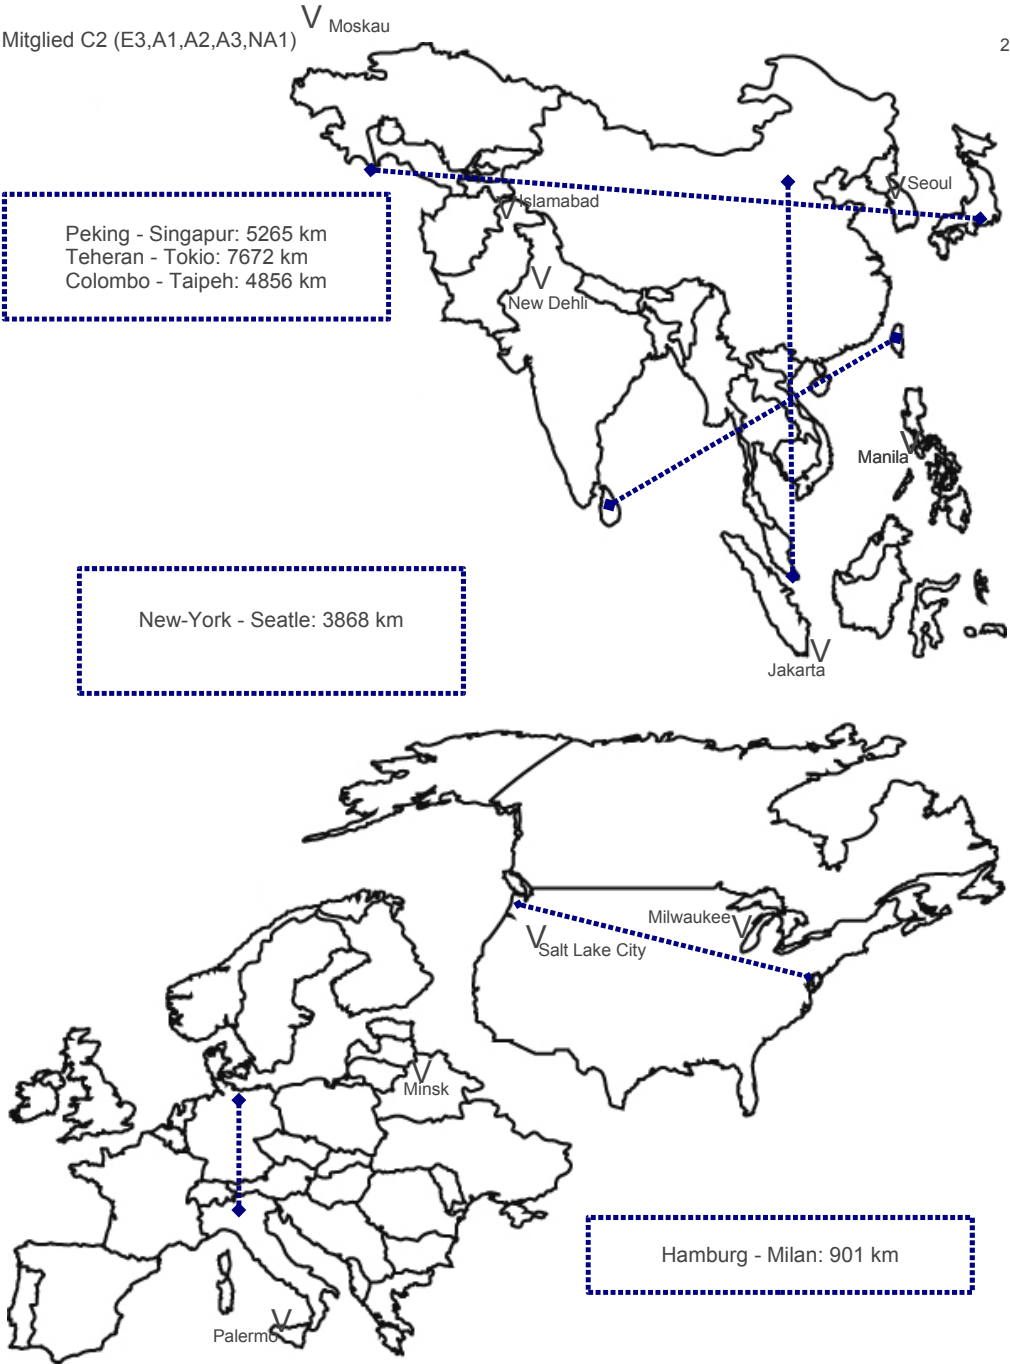 V Moskau
Mitglied C2 (E3,A1,A2,A3,NA1)
2
V Seoul
V Islamabad
Peking - Singapur: 5265 km
Teheran - Tokio: 7672 km
Colombo - Taipeh: 4856 km
V
New Dehli
V
Manila
New-York - Seatle: 3868 km
V
Jakarta
Milwaukee V
V Salt Lake City
V
Minsk
Hamburg - Milan: 901 km
V
Palermo